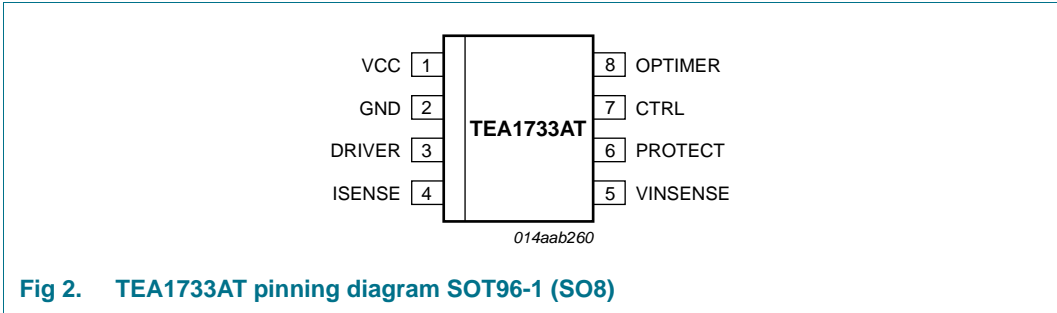 VCC 1
GND 2
DRIVER 3
ISENSE 4
TEA1733AT
8 OPTIMER
7 CTRL
6 PROTECT
5 VINSENSE
014aab260
Fig 2. TEA1733AT pinning diagram SOT96-1 (SO8)